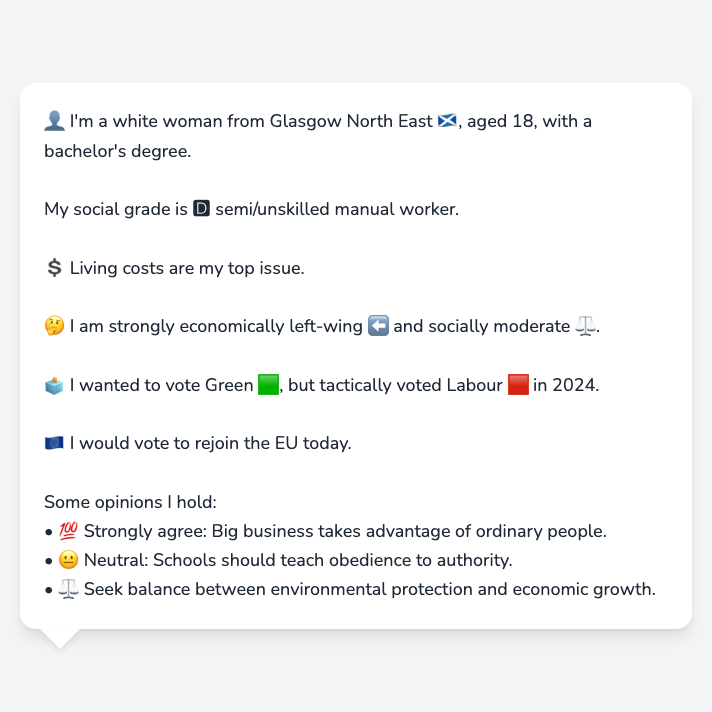 👤 I'm a white woman from Glasgow North East 🏴󠁧󠁢󠁳󠁣󠁴󠁿, aged 18, with a
bachelor's degree.
My social grade is 🅳 semi/unskilled manual worker.
💲 Living costs are my top issue.
🤔 I am strongly economically left-wing ⬅️ and socially moderate ⚖️.
🗳️ I wanted to vote Green 🟩, but tactically voted Labour 🟥 in 2024.
🇪🇺 I would vote to rejoin the EU today.
Some opinions I hold:
• 💯 Strongly agree: Big business takes advantage of ordinary people.
• 😐 Neutral: Schools should teach obedience to authority.
• ⚖️ Seek balance between environmental protection and economic growth.